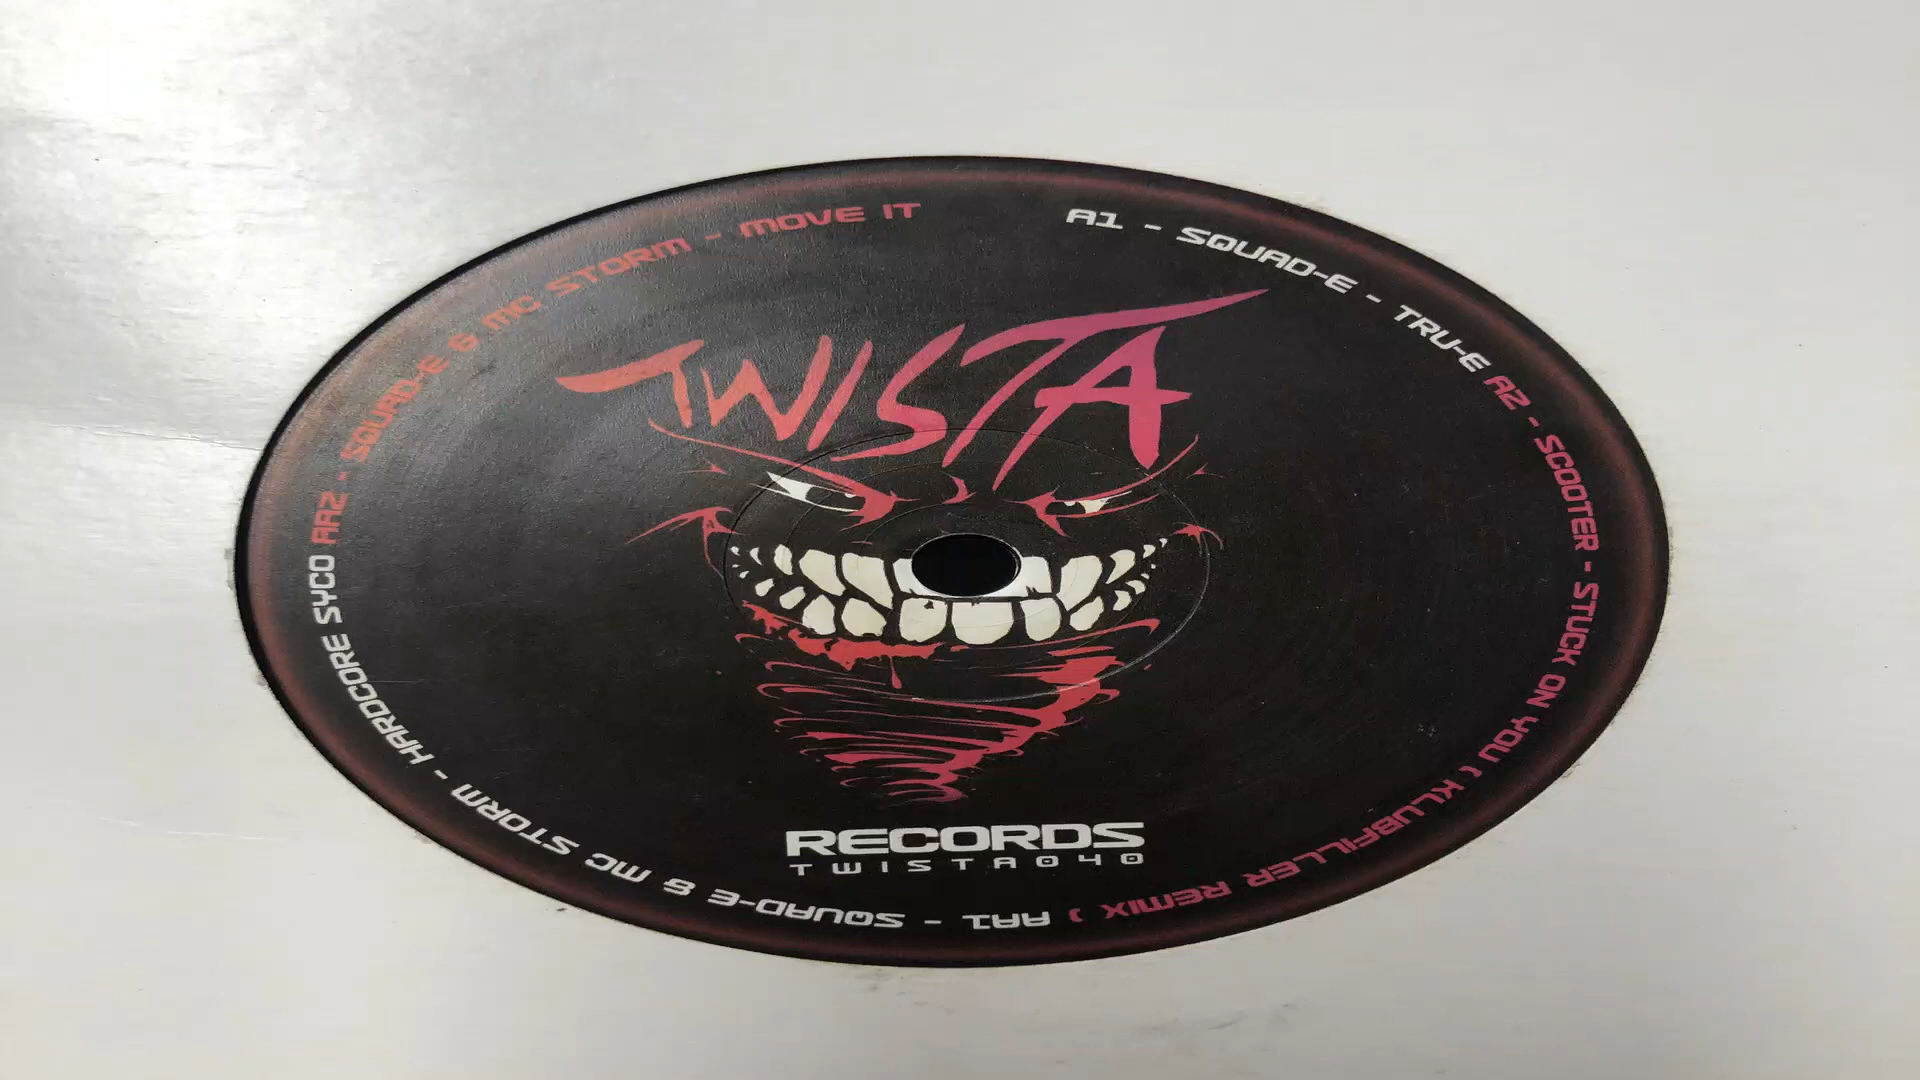 TWISTA
RECORDS
TWISTA040
A1 - SQUAD-E - TRU-E
A2 - SCOOTER - STUCK ON YOU ( KLUBFILLER REMIX )
AA1 - SQUAD-E & MC STORM - HARDCORE SYCO
AA2 - SQUAD-E & MC STORM - MOVE IT